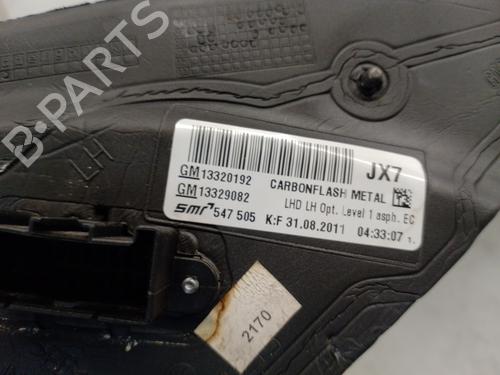 B-PARTS
LH
JX7
GM13320192 CARBONFLASH METAL
GM13329082 LHD LH Opt. Level 1 asph. EC
smr 547 505 K:F 31.08.2011 04:33:07
2170